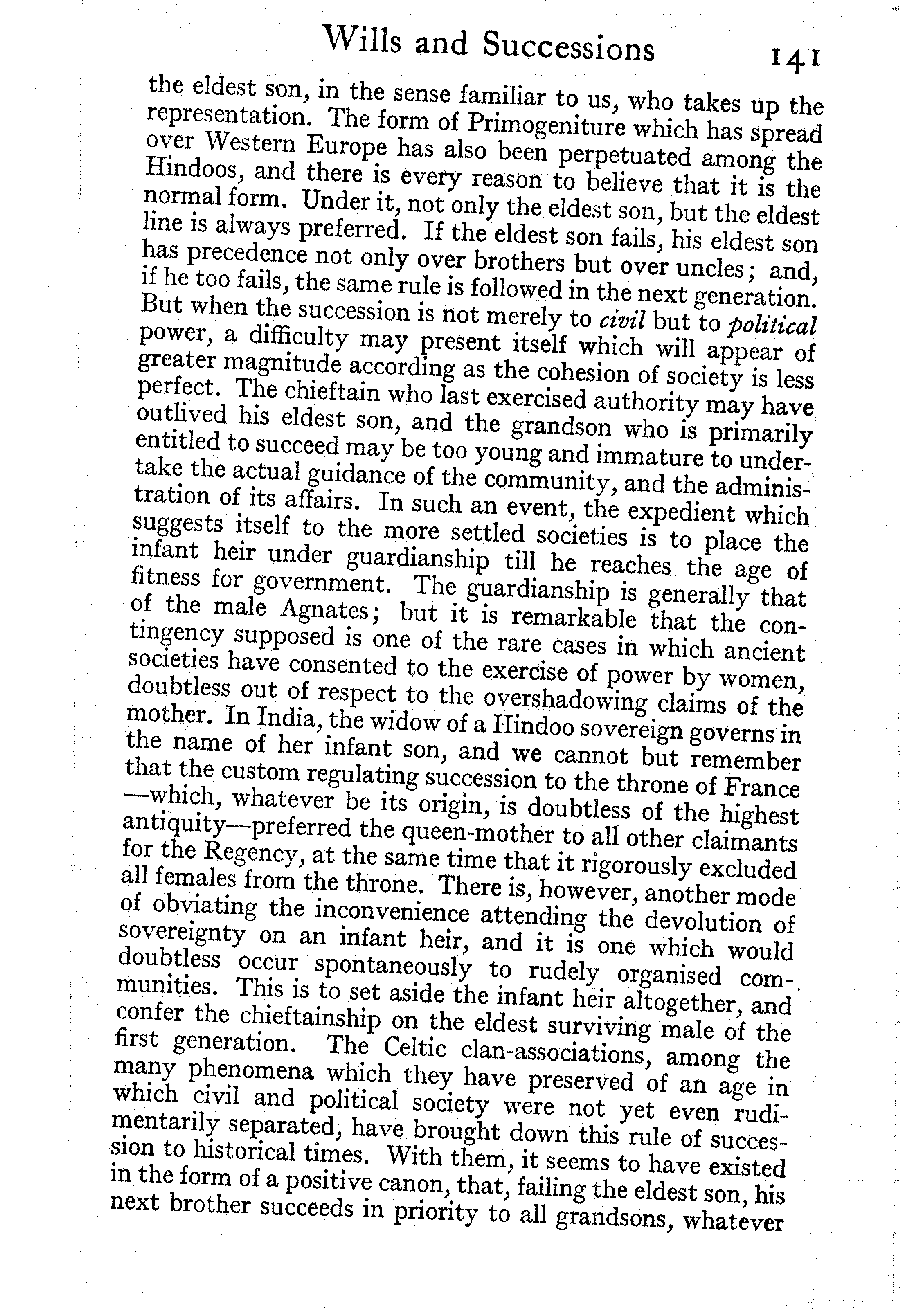 Wills and Successions 141
the eldest son, in the sense familiar to us, who takes up the
representation. The form of Primogeniture which has spread
over Western Europe has also been perpetuated among the
Hindoos, and there is every reason to believe that it is the
normal form. Under it, not only the eldest son, but the eldest
line is always preferred. If the eldest son fails, his eldest son
has precedence not only over brothers but over uncles; and,
if he too fails, the same rule is followed in the next generation.
But when the succession is not merely to civil but to political
power, a difficulty may present itself which will appear of
greater magnitude according as the cohesion of society is less
perfect. The chieftain who last exercised authority may have
outlived his eldest son, and the grandson who is primarily
entitled to succeed may be too young and immature to under-
take the actual guidance of the community, and the adminis-
tration of its affairs. In such an event, the expedient which
suggests itself to the more settled societies is to place the
infant heir under guardianship till he reaches the age of
fitness for government. The guardianship is generally that
of the male Agnates; but it is remarkable that the con-
tingency supposed is one of the rare cases in which ancient
societies have consented to the exercise of power by women,
doubtless out of respect to the overshadowing claims of the
mother. In India, the widow of a Hindoo sovereign governs in
the name of her infant son, and we cannot but remember
that the custom regulating succession to the throne of France
—which, whatever be its origin, is doubtless of the highest
antiquity—preferred the queen-mother to all other claimants
for the Regency, at the same time that it rigorously excluded
all females from the throne. There is, however, another mode
of obviating the inconvenience attending the devolution of
sovereignty on an infant heir, and it is one which would
doubtless occur spontaneously to rudely organised com-
munities. This is to set aside the infant heir altogether, and
confer the chieftainship on the eldest surviving male of the
first generation. The Celtic clan-associations, among the
many phenomena which they have preserved of an age in
which civil and political society were not yet even rudi-
mentarily separated, have brought down this rule of succes-
sion to historical times. With them, it seems to have existed
in the form of a positive canon, that, failing the eldest son, his
next brother succeeds in priority to all grandsons, whatever